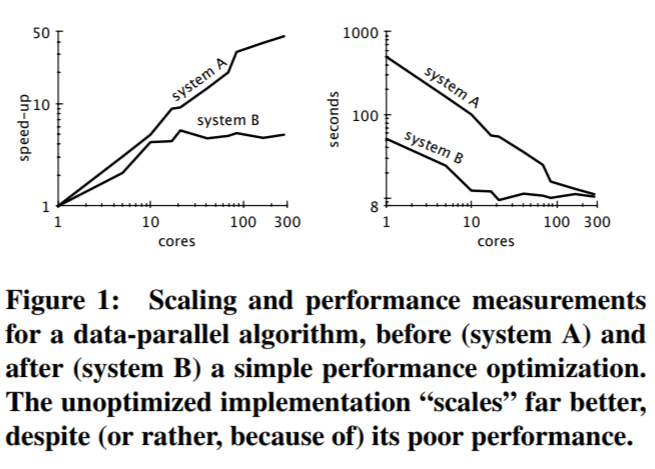 50
10
1
speed-up
system A
system B
1 10 100 300
cores
1000
100
8
seconds
system A
system B
1 10 100 300
cores
Figure 1: Scaling and performance measurements
for a data-parallel algorithm, before (system A) and
after (system B) a simple performance optimization.
The unoptimized implementation “scales” far better,
despite (or rather, because of) its poor performance.